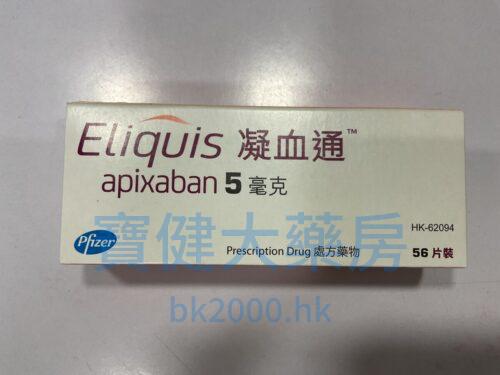 Eliquis 凝血通™
apixaban 5 毫克
HK-62094
寶健大藥房
Pfizer
Prescription Drug 處方藥物
56 片裝
bk2000.hk